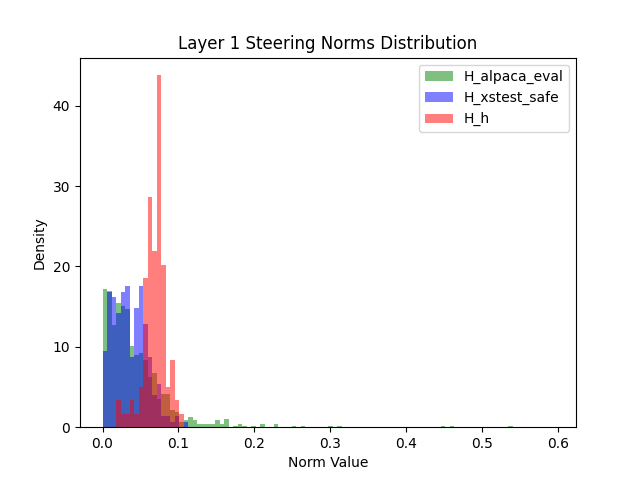 Layer 1 Steering Norms Distribution
H_alpaca_eval
H_xstest_safe
H_h
40
30
20
10
0
Density
0.0 0.1 0.2 0.3 0.4 0.5 0.6
Norm Value